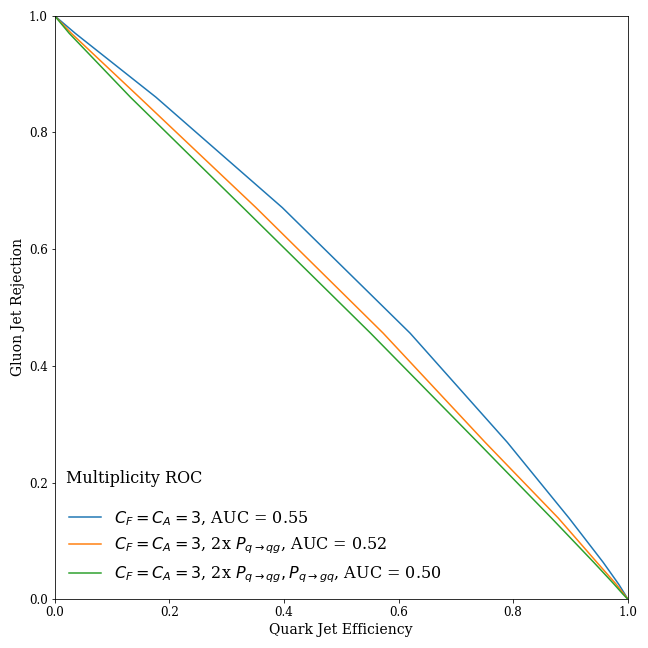 1.0
0.8
0.6
0.4
0.2
0.0
Gluon Jet Rejection
Multiplicity ROC
$C_F = C_A = 3$, AUC = 0.55
$C_F = C_A = 3$, 2x $P_{q \to qg}$, AUC = 0.52
$C_F = C_A = 3$, 2x $P_{q \to qg}, P_{q \to gq}$, AUC = 0.50
0.0 0.2 0.4 0.6 0.8 1.0
Quark Jet Efficiency